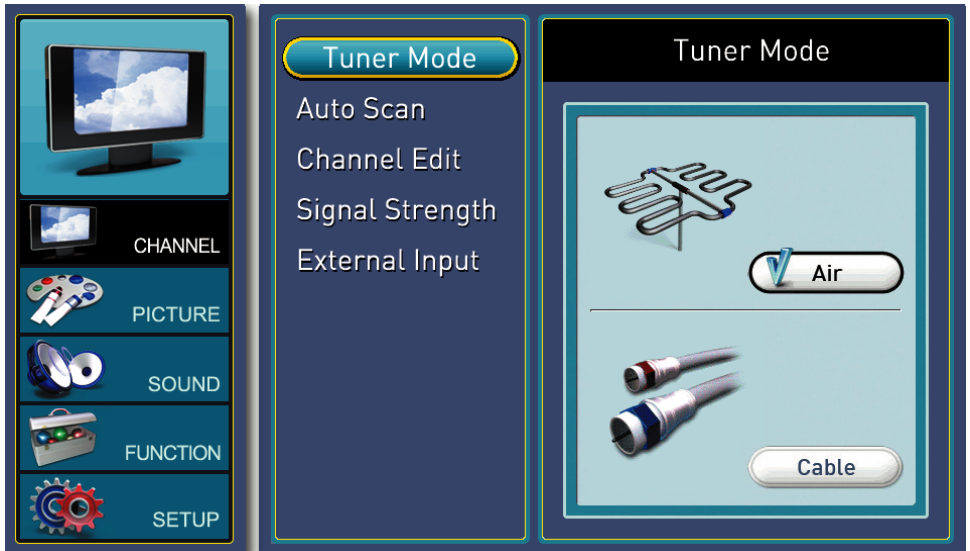 CHANNEL
PICTURE
SOUND
FUNCTION
SETUP
Tuner Mode
Auto Scan
Channel Edit
Signal Strength
External Input
Tuner Mode
Air
Cable